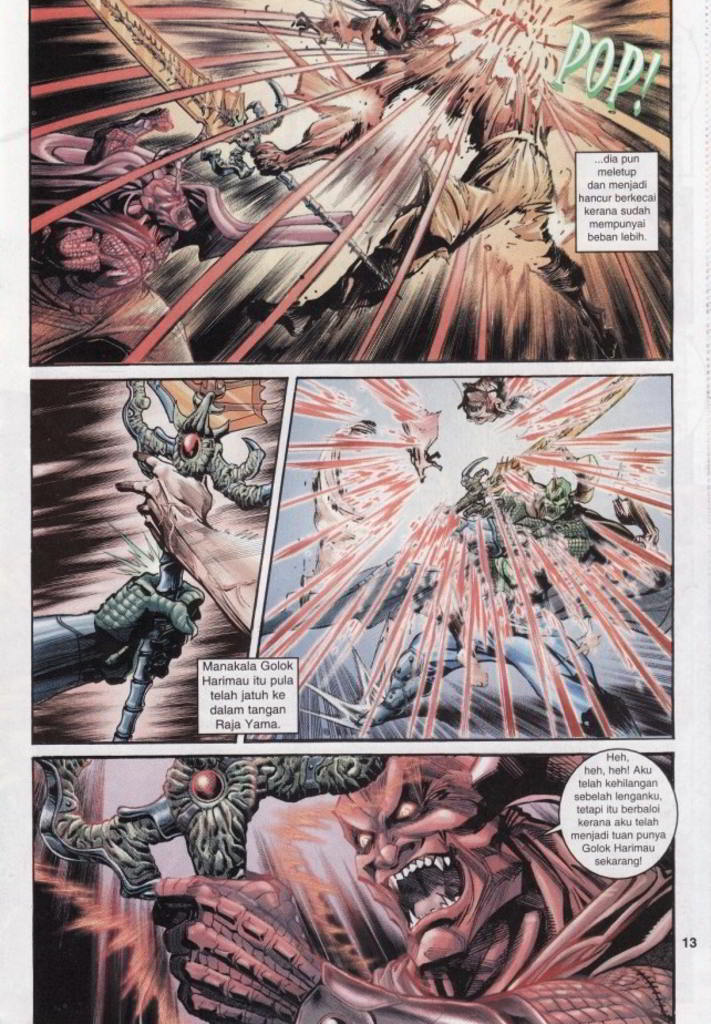 POP!
...dia pun
meletup
dan menjadi
hancur berkecai
kerana sudah
mempunyai
beban lebih.
Manakala Golok
Harimau itu pula
telah jatuh ke
dalam tangan
Raja Yama.
Heh,
heh, heh! Aku
telah kehilangan
sebelah lenganku,
tetapi itu berbaloi
kerana aku telah
menjadi tuan punya
Golok Harimau
sekarang!
13